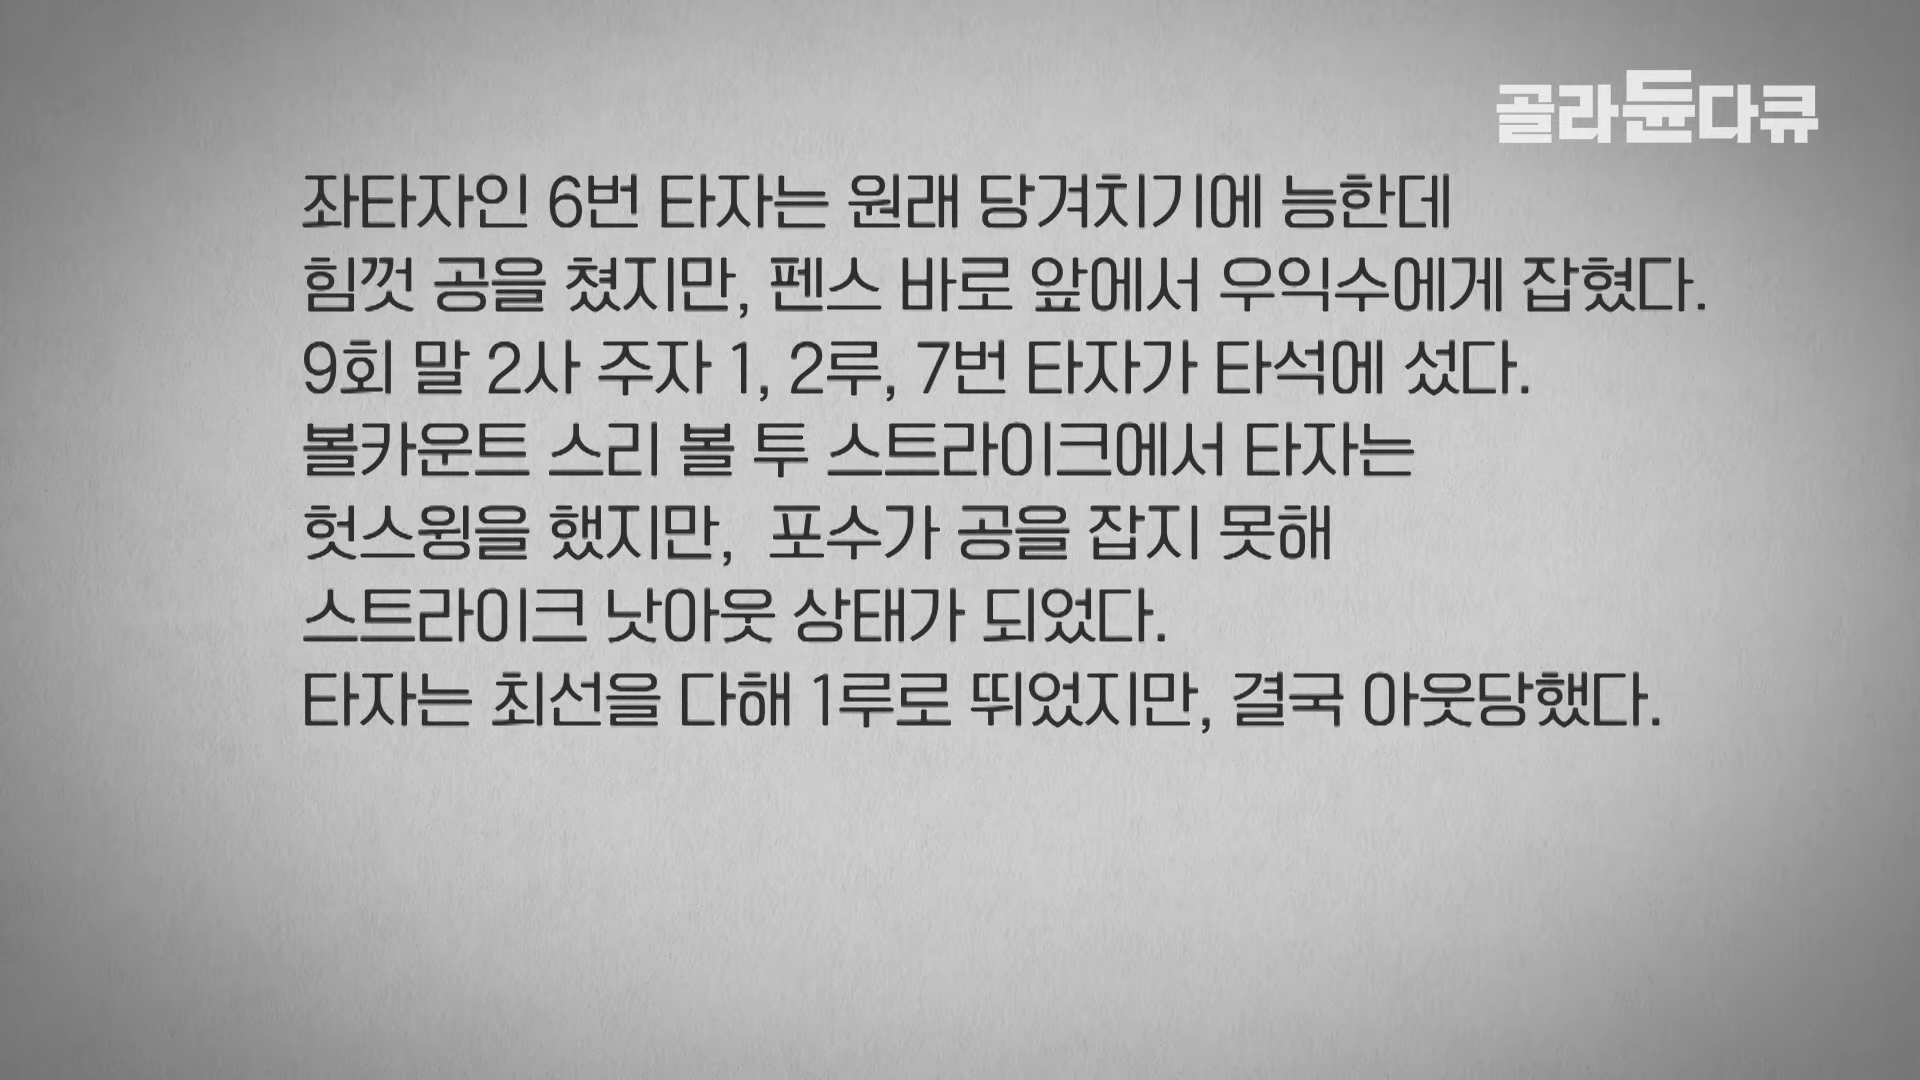 골라둔다큐
좌타자인 6번 타자는 원래 당겨치기에 능한데
힘껏 공을 쳤지만, 펜스 바로 앞에서 우익수에게 잡혔다.
9회 말 2사 주자 1, 2루, 7번 타자가 타석에 섰다.
볼카운트 스리 볼 투 스트라이크에서 타자는
헛스윙을 했지만, 포수가 공을 잡지 못해
스트라이크 낫아웃 상태가 되었다.
타자는 최선을 다해 1루로 뛰었지만, 결국 아웃당했다.